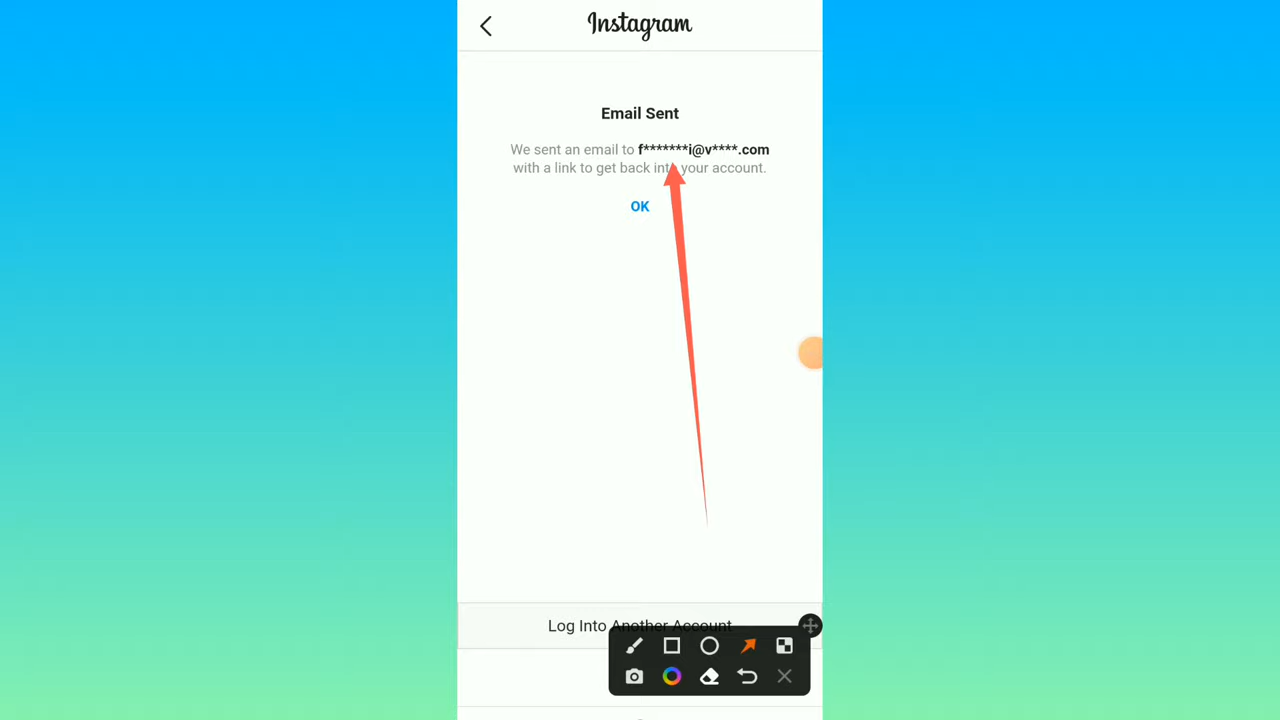 Instagram
Email Sent
We sent an email to f*******i@v****.com
with a link to get back into your account.
OK
Log Into Another Account